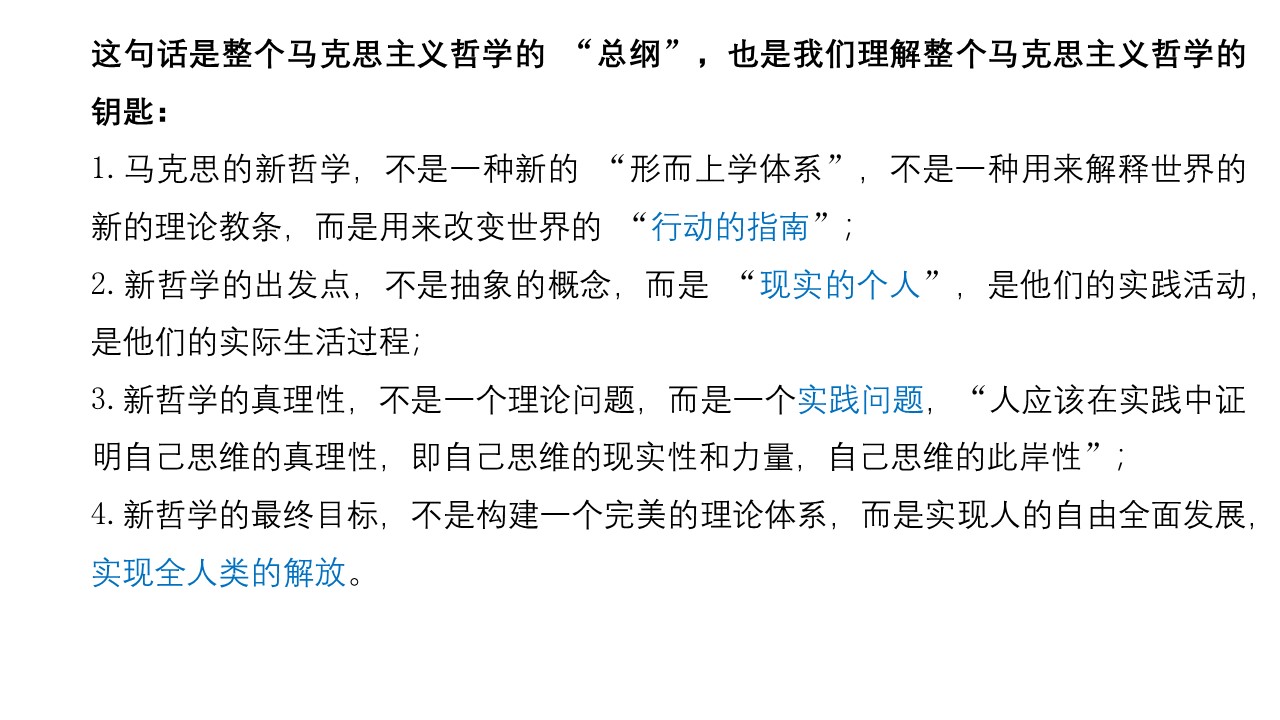 这句话是整个马克思主义哲学的 “总纲”，也是我们理解整个马克思主义哲学的
钥匙：
1. 马克思的新哲学，不是一种新的 “形而上学体系”，不是一种用来解释世界的
新的理论教条，而是用来改变世界的 “行动的指南”；
2. 新哲学的出发点，不是抽象的概念，而是 “现实的个人”，是他们的实践活动，
是他们的实际生活过程；
3. 新哲学的真理性，不是一个理论问题，而是一个实践问题，“人应该在实践中证
明自己思维的真理性，即自己思维的现实性和力量，自己思维的此岸性”；
4. 新哲学的最终目标，不是构建一个完美的理论体系，而是实现人的自由全面发展，
实现全人类的解放。